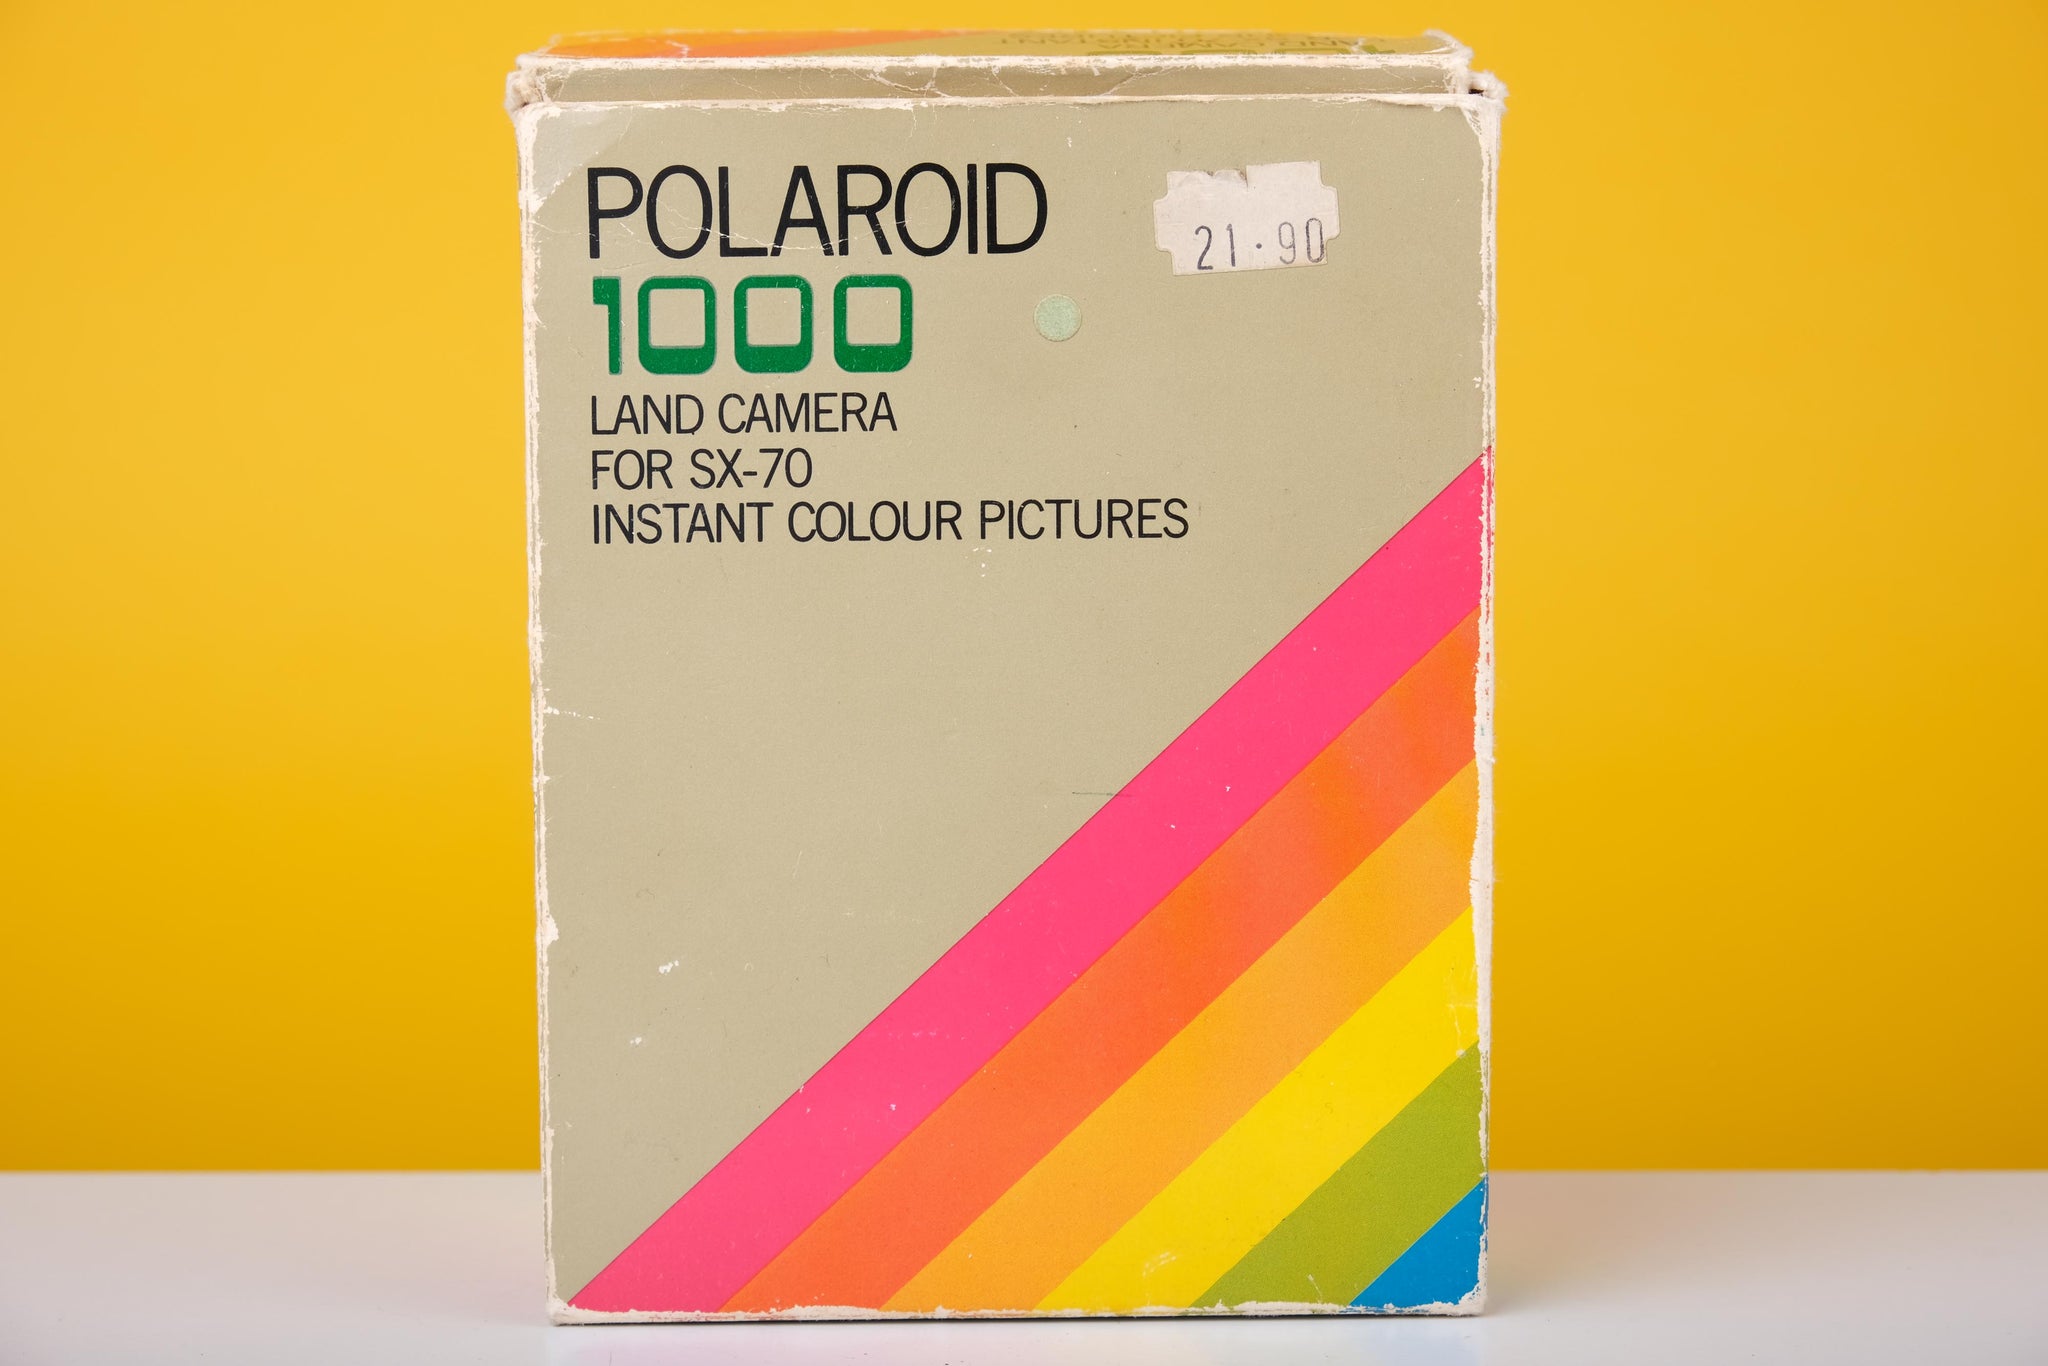 POLAROID
1000
LAND CAMERA
FOR SX-70
INSTANT COLOUR PICTURES
21·90